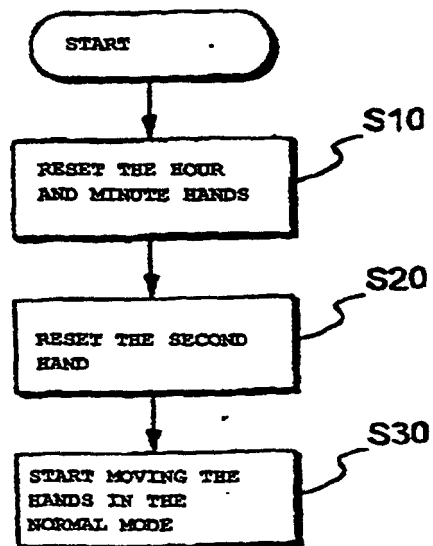 START
S10
RESET THE HOUR
AND MINUTE HANDS
S20
RESET THE SECOND
HAND
S30
START MOVING THE
HANDS IN THE
NORMAL MODE